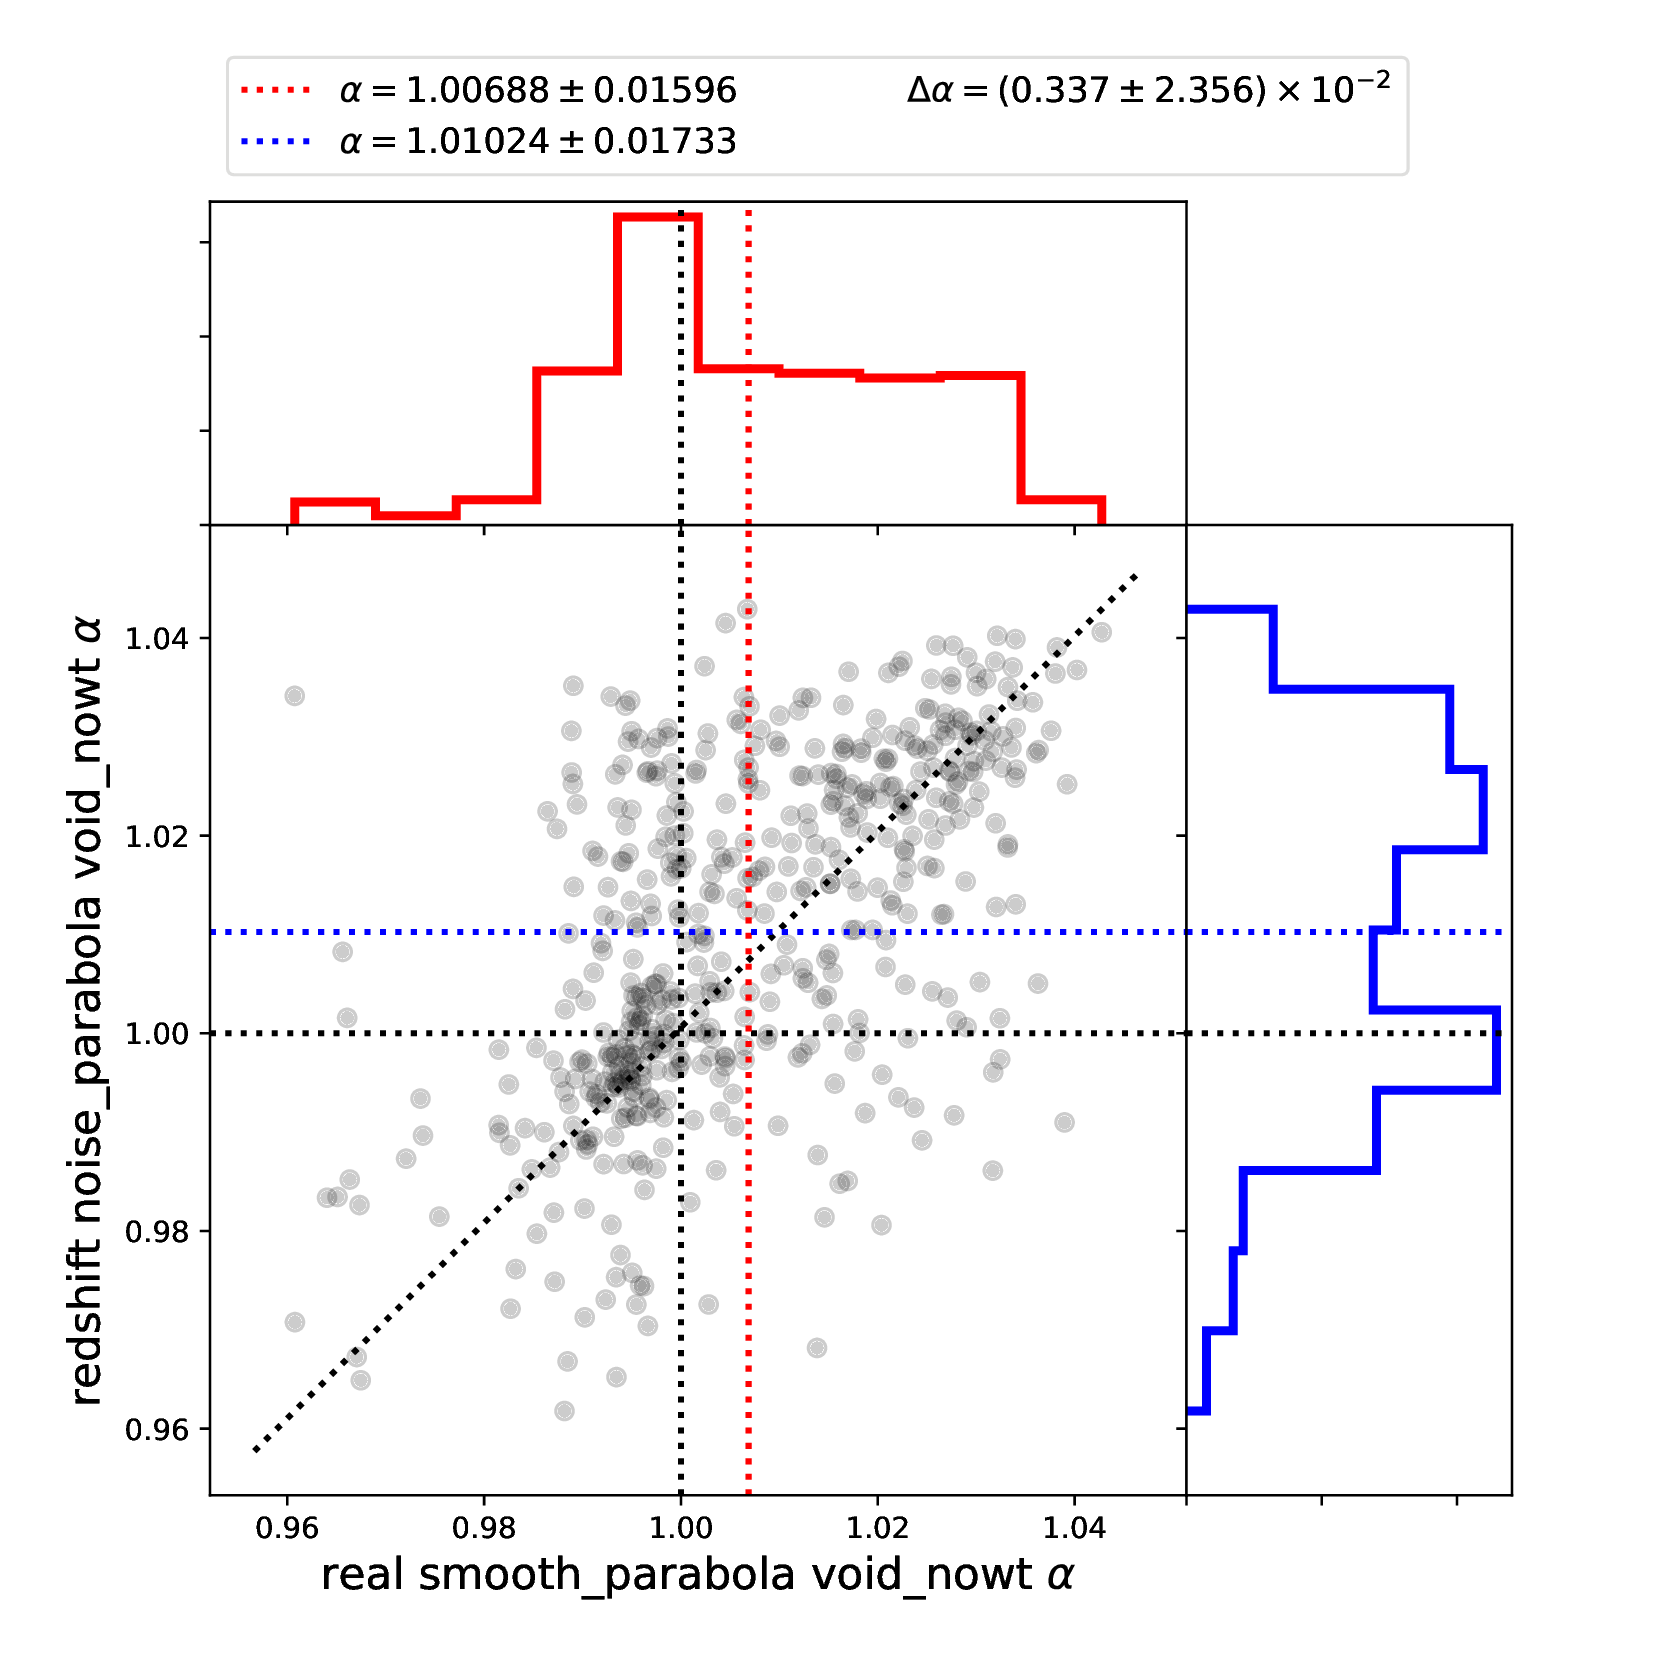 α = 1.00688 ± 0.01596
Δα = (0.337 ± 2.356) × 10⁻²
α = 1.01024 ± 0.01733
1.04
1.02
1.00
0.98
0.96
redshift noise_parabola void_nowt α
0.96 0.98 1.00 1.02 1.04
real smooth_parabola void_nowt α